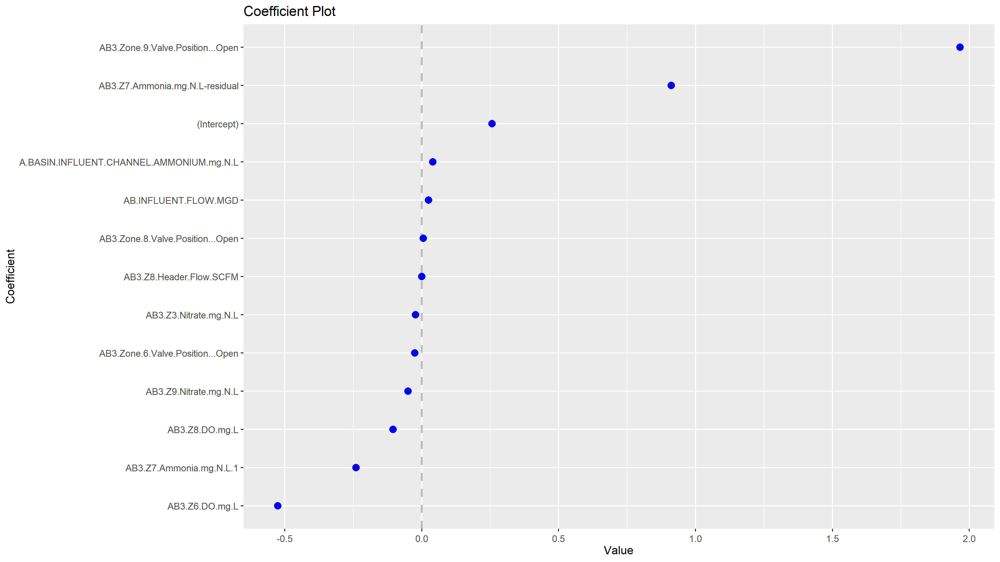 Coefficient Plot
AB3.Zone.9.Valve.Position...Open
AB3.Z7.Ammonia.mg.N.L-residual
(Intercept)
A.BASIN.INFLUENT.CHANNEL.AMMONIUM.mg.N.L
AB.INFLUENT.FLOW.MGD
AB3.Zone.8.Valve.Position...Open
AB3.Z8.Header.Flow.SCFM
AB3.Z3.Nitrate.mg.N.L
AB3.Zone.6.Valve.Position...Open
AB3.Z9.Nitrate.mg.N.L
AB3.Z8.DO.mg.L
AB3.Z7.Ammonia.mg.N.L.1
AB3.Z6.DO.mg.L
Coefficient
-0.5 0.0 0.5 1.0 1.5 2.0
Value